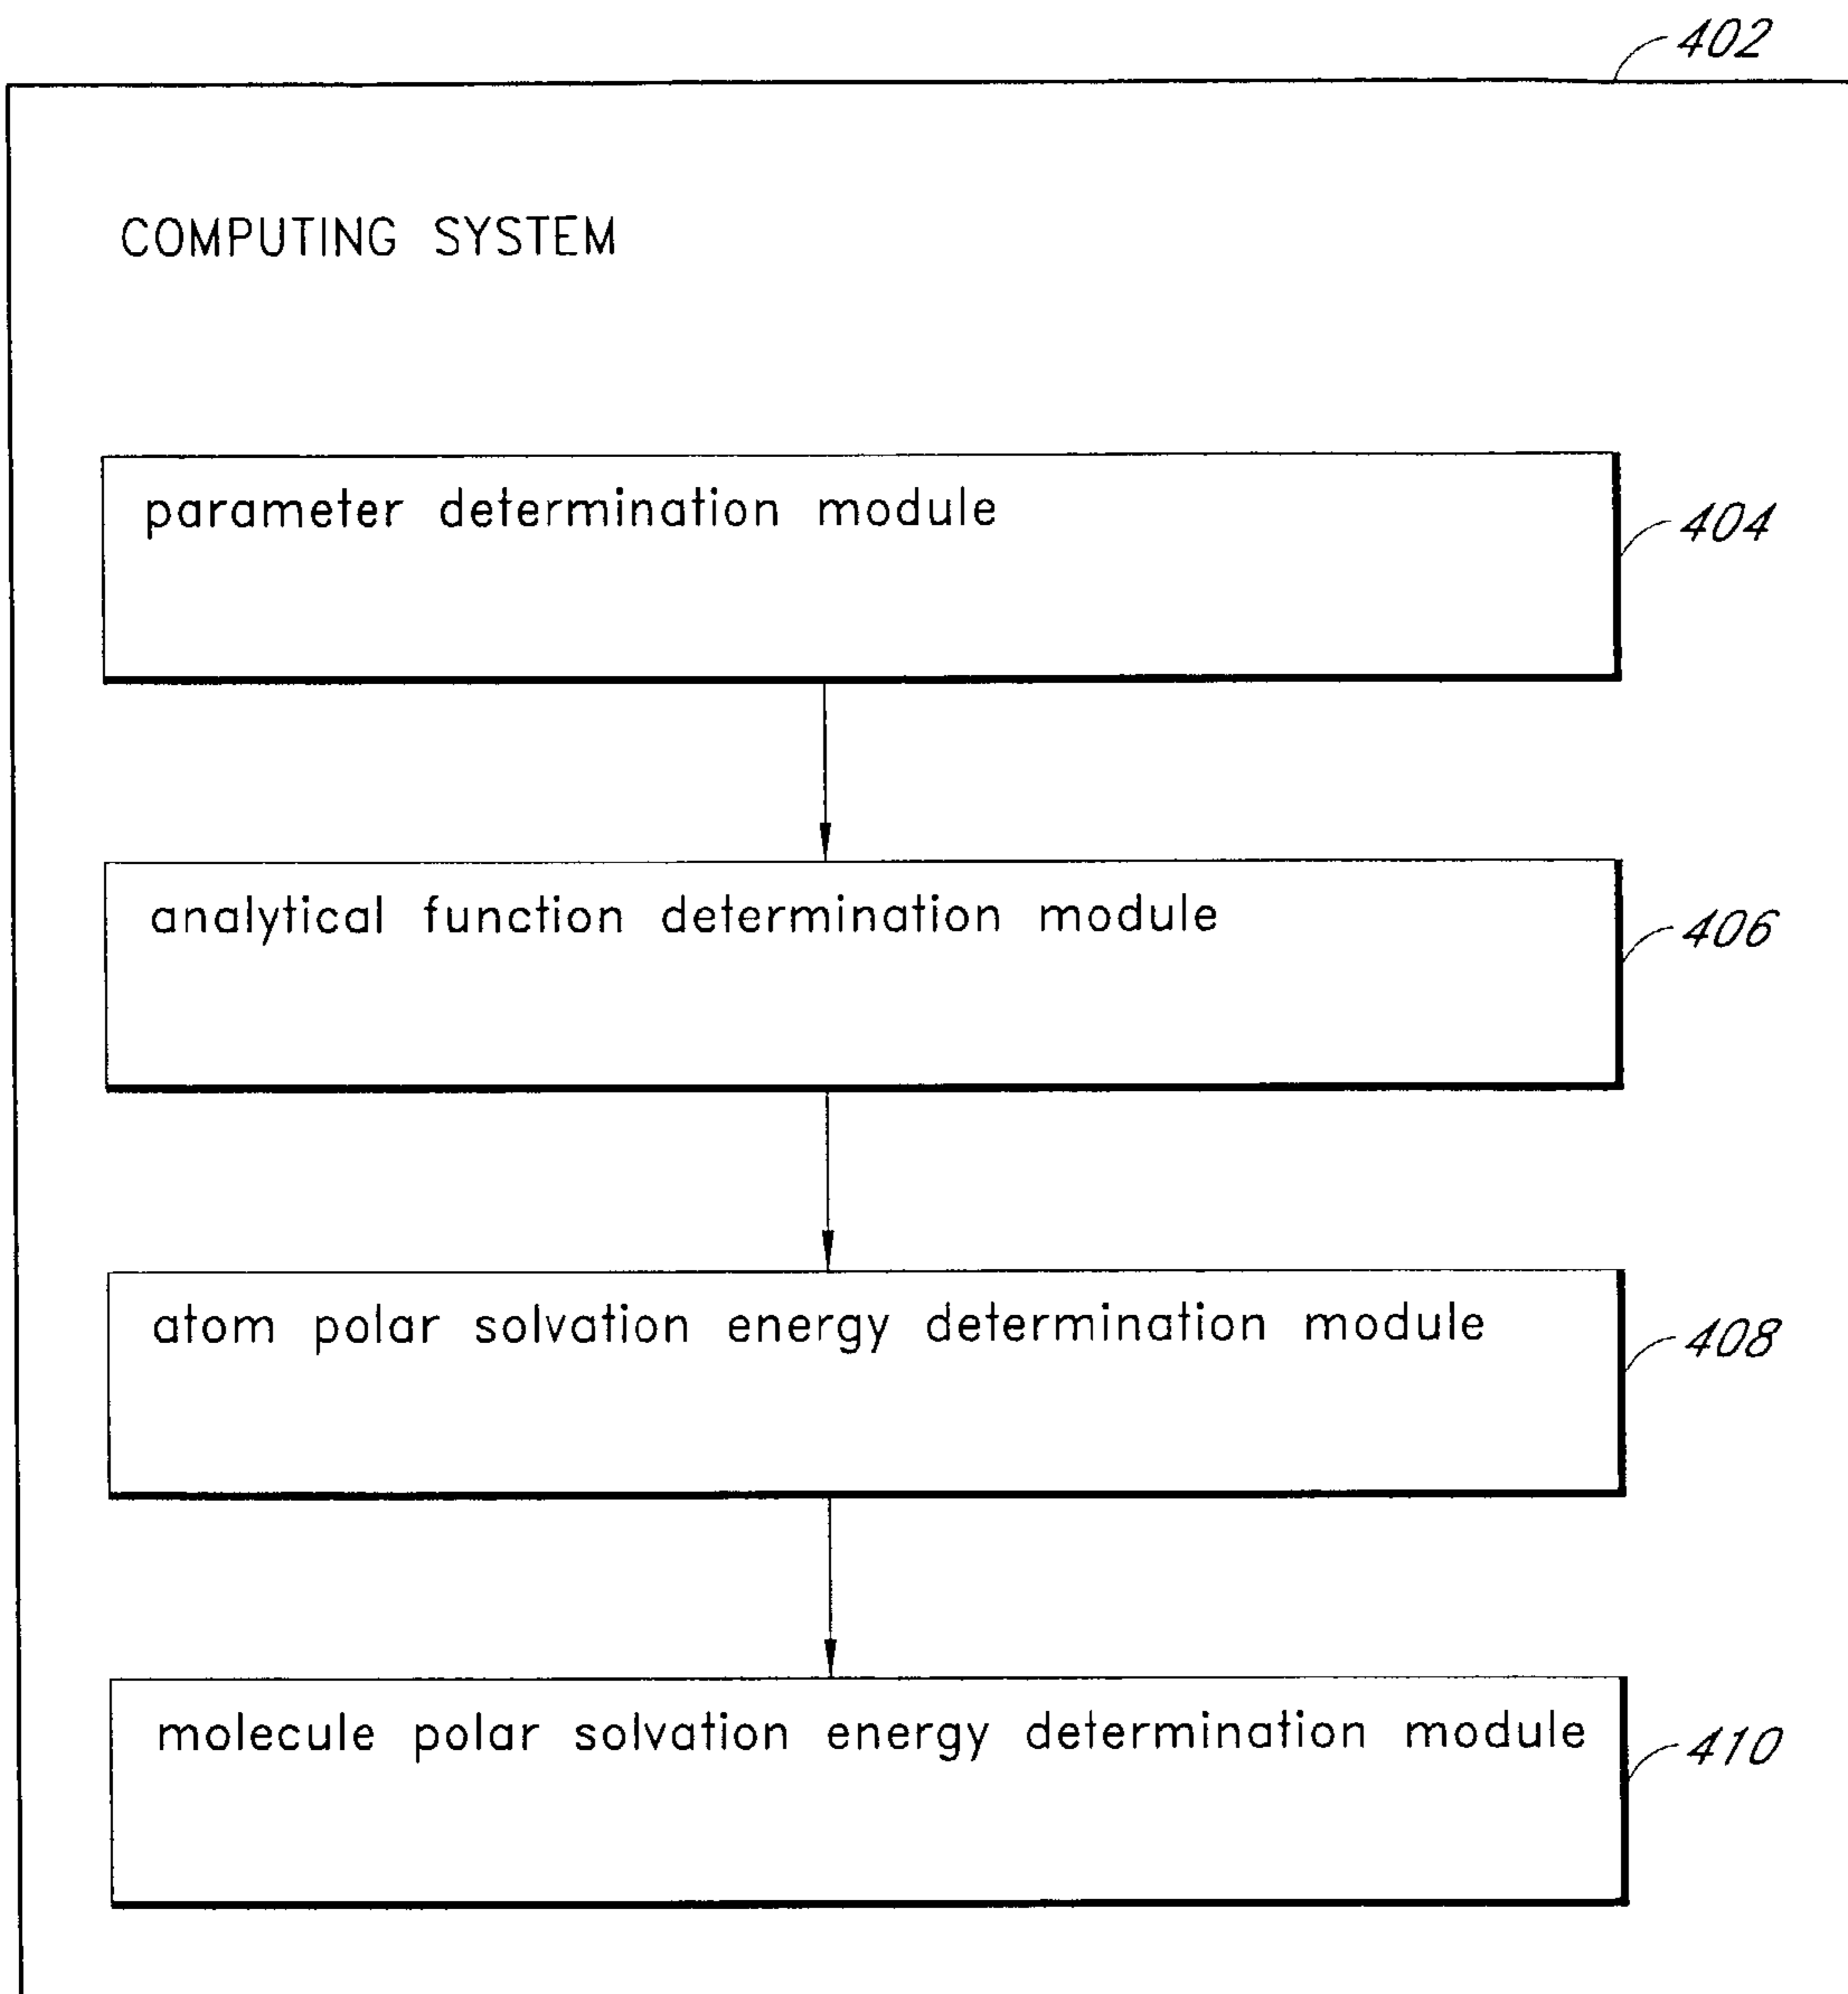 402
COMPUTING SYSTEM
parameter determination module
404
analytical function determination module
406
atom polar solvation energy determination module
408
molecule polar solvation energy determination module
410